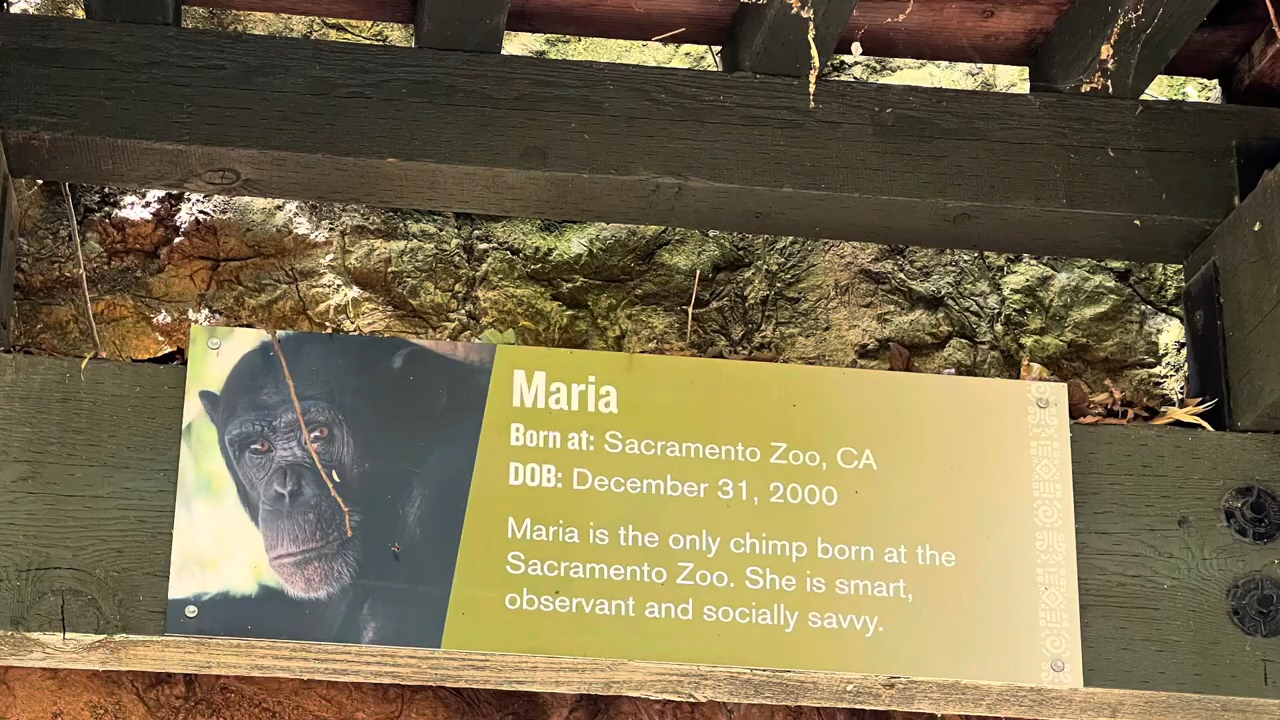 Maria
Born at: Sacramento Zoo, CA
DOB: December 31, 2000
Maria is the only chimp born at the
Sacramento Zoo. She is smart,
observant and socially savvy.